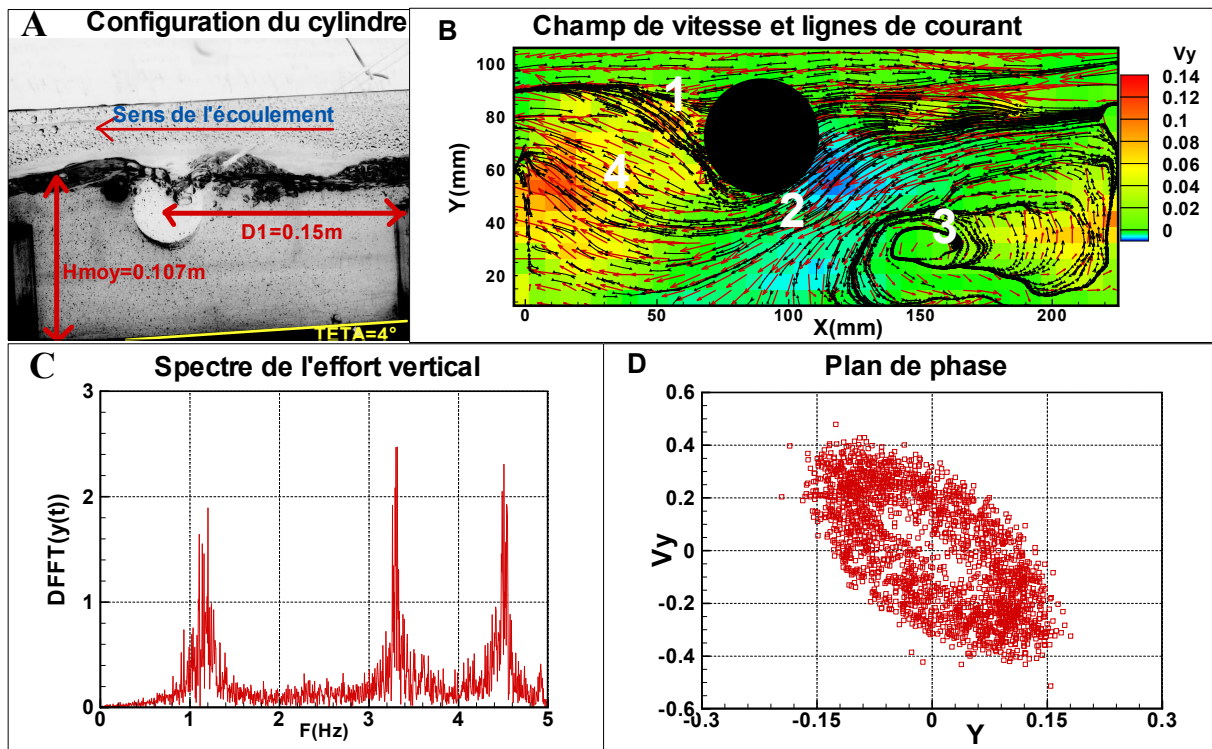 A Configuration du cylindre
Sens de l'écoulement
D1=0.15m
Hmoy=0.107m
TETA=4°
B Champ de vitesse et lignes de courant
Vy
0.14
0.12
0.1
0.08
0.06
0.04
0.02
0
Y(mm)
100
80
60
40
20
1
2
3
4
0 50 100 150 200
X(mm)
C Spectre de l'effort vertical
DFFT(y(t))
3
2
1
0
0 1 2 3 4 5
F(Hz)
D Plan de phase
Vy
0.6
0.4
0.2
0
-0.2
-0.4
-0.6
-0.3 -0.15 0 0.15 0.3
Y